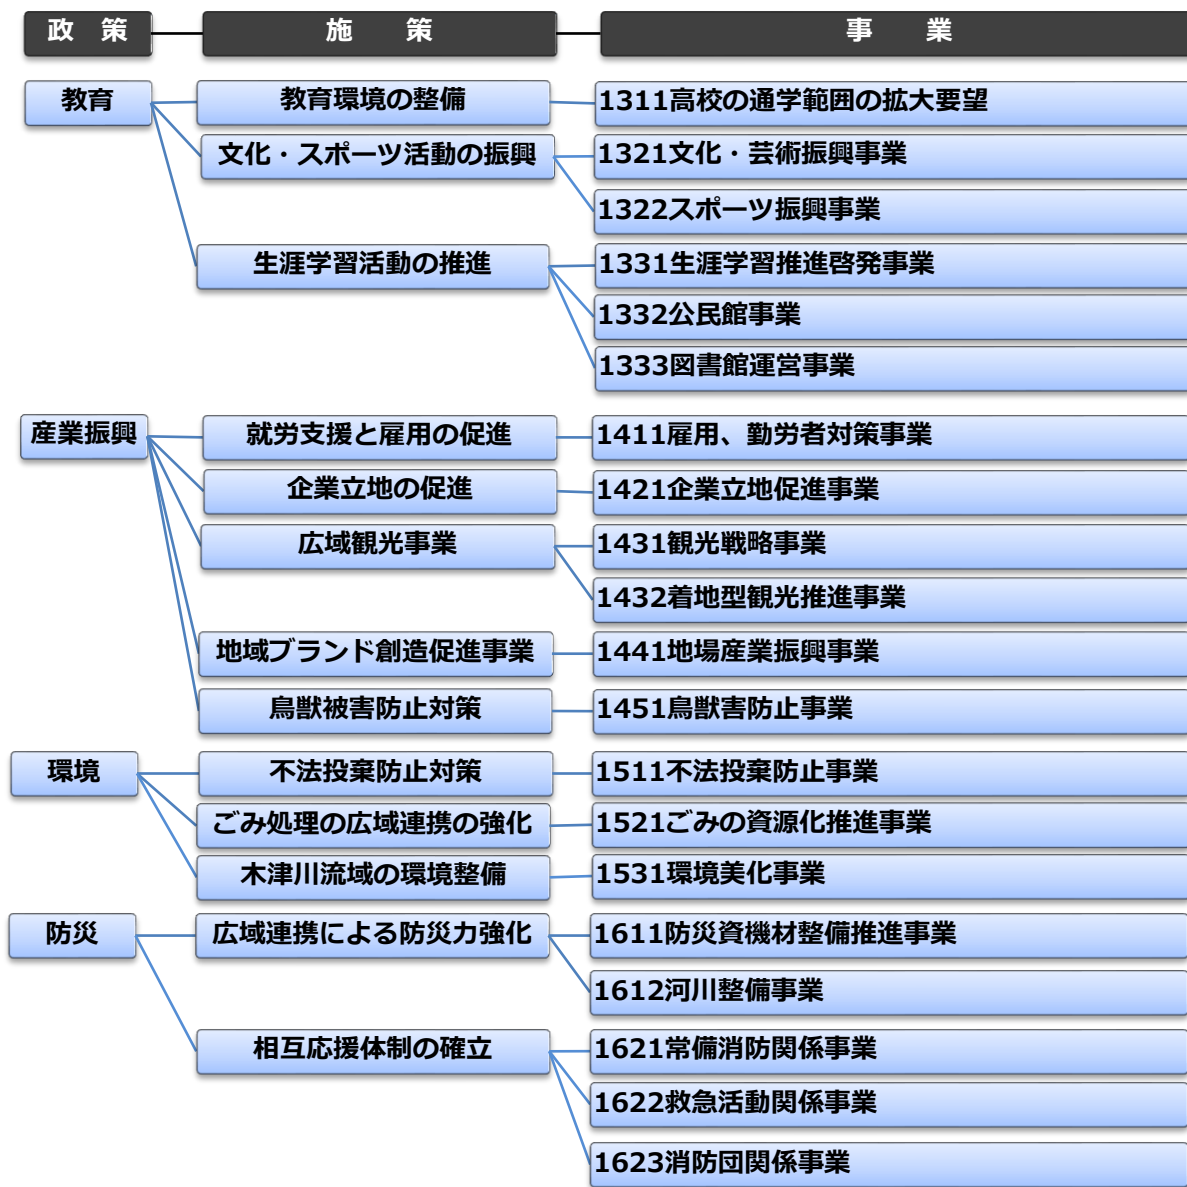 政　策　施　策　事　業
教育　教育環境の整備　1311高校の通学範囲の拡大要望
文化・スポーツ活動の振興　1321文化・芸術振興事業
1322スポーツ振興事業
生涯学習活動の推進　1331生涯学習推進啓発事業
1332公民館事業
1333図書館運営事業
産業振興　就労支援と雇用の促進　1411雇用、勤労者対策事業
企業立地の促進　1421企業立地促進事業
広域観光事業　1431観光戦略事業
1432着地型観光推進事業
地域ブランド創造促進事業　1441地場産業振興事業
鳥獣被害防止対策　1451鳥獣害防止事業
環境　不法投棄防止対策　1511不法投棄防止事業
ごみ処理の広域連携の強化　1521ごみの資源化推進事業
木津川流域の環境整備　1531環境美化事業
防災　広域連携による防災力強化　1611防災資機材整備推進事業
1612河川整備事業
相互応援体制の確立　1621常備消防関係事業
1622救急活動関係事業
1623消防団関係事業